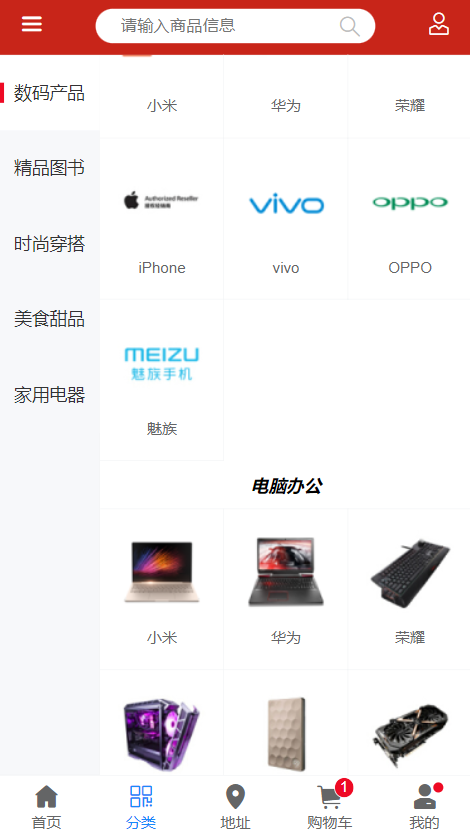 请输入商品信息
数码产品
精品图书
时尚穿搭
美食甜品
家用电器
小米
华为
荣耀
Authorized Reseller
iPhone
vivo
vivo
oppo
OPPO
MEIZU
魅族手机
魅族
电脑办公
小米
华为
荣耀
首页
分类
地址
购物车
1
我的